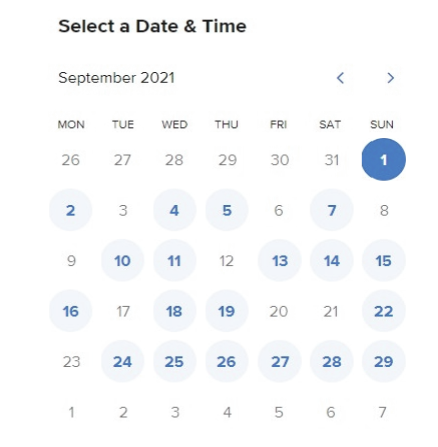 Select a Date & Time
September 2021
MON TUE WED THU FRI SAT SUN
26 27 28 29 30 31 1
2 3 4 5 6 7 8
9 10 11 12 13 14 15
16 17 18 19 20 21 22
23 24 25 26 27 28 29
1 2 3 4 5 6 7